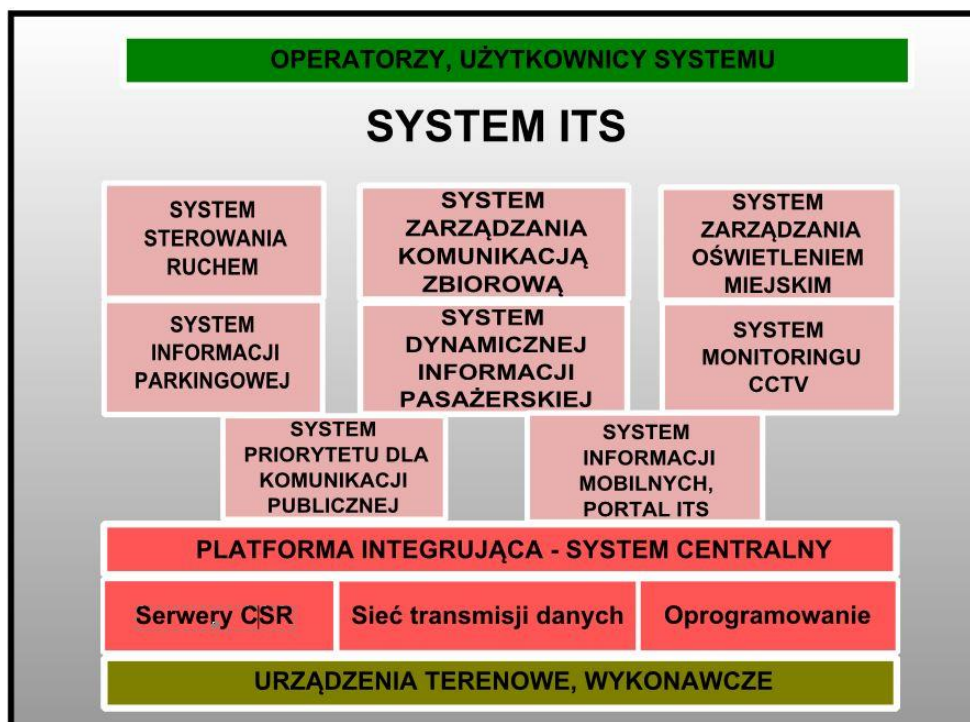 OPERATORZY, UŻYTKOWNICY SYSTEMU
SYSTEM ITS
SYSTEM
STEROWANIA
RUCHEM
SYSTEM
ZARZĄDZANIA
KOMUNIKACJĄ
ZBIOROWĄ
SYSTEM
ZARZĄDZANIA
OŚWIETLENIEM
MIEJSKIM
SYSTEM
INFORMACJI
PARKINGOWEJ
SYSTEM
DYNAMICZNEJ
INFORMACJI
PASAŻERSKIEJ
SYSTEM
MONITORINGU
CCTV
SYSTEM
PRIORYTETU DLA
KOMUNIKACJI
PUBLICZNEJ
SYSTEM
INFORMACJI
MOBILNYCH,
PORTAL ITS
PLATFORMA INTEGRUJĄCA - SYSTEM CENTRALNY
Serwery CSR
Sieć transmisji danych
Oprogramowanie
URZĄDZENIA TERENOWE, WYKONAWCZE